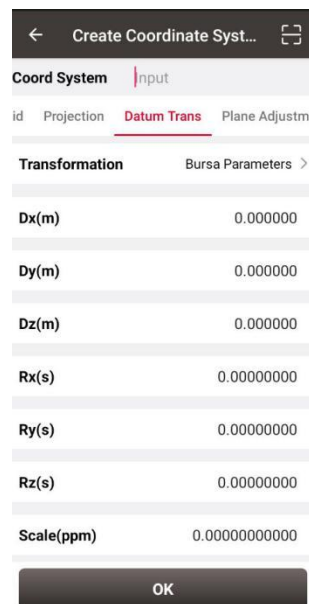 Create Coordinate Syst...
Coord System Input
id Projection Datum Trans Plane Adjustm
Transformation Bursa Parameters >
Dx(m) 0.000000
Dy(m) 0.000000
Dz(m) 0.000000
Rx(s) 0.00000000
Ry(s) 0.00000000
Rz(s) 0.00000000
Scale(ppm) 0.00000000000
OK